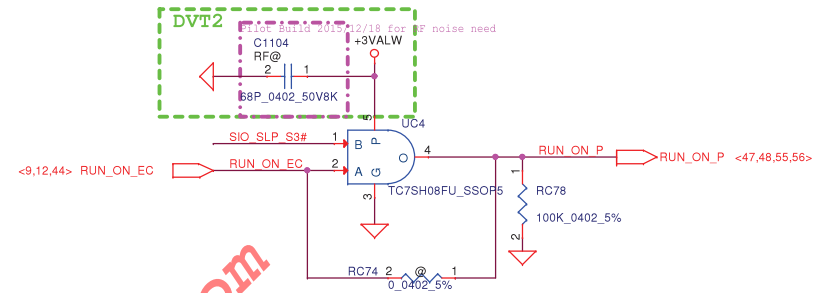 DVT2
Pilot Build 2015/12/18 for RF noise need
C1104
RF@
+3VALW
2 1
68P_0402_50V8K
5
UC4
SIO_SLP_S3#
1
B
P
<9,12,44> RUN_ON_EC
RUN_ON_EC
2
A
G
O
4
RUN_ON_P
RUN_ON_P <47,48,55,56>
TC7SH08FU_SSOP5
3
1
RC78
100K_0402_5%
2
RC74 2 @ 1
0_0402_5%
om